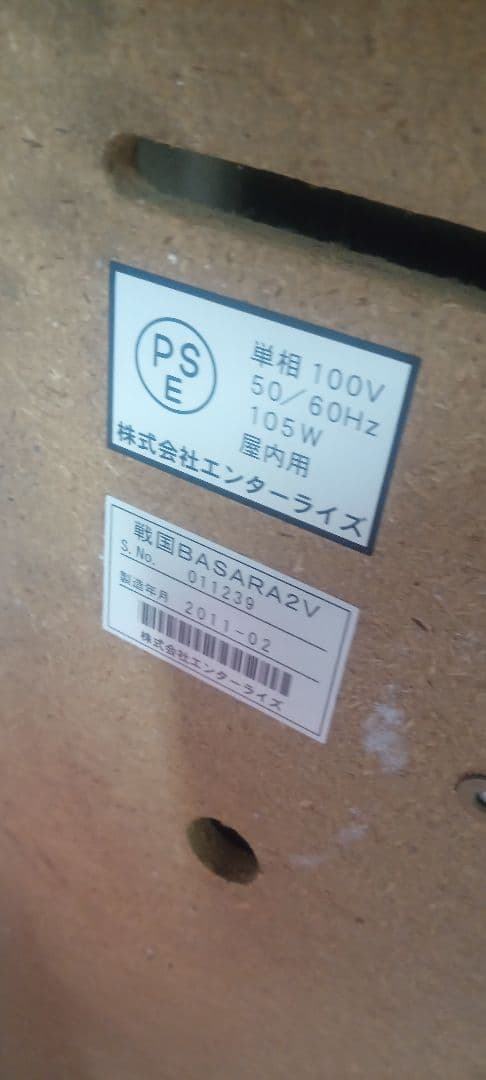 PS
E
単相 100V
50／60Hz
105W
屋内用
株式会社エンターライズ
戦国BASARA2V
S.No. 011239
製造年月 2011-02
株式会社エンターライズ